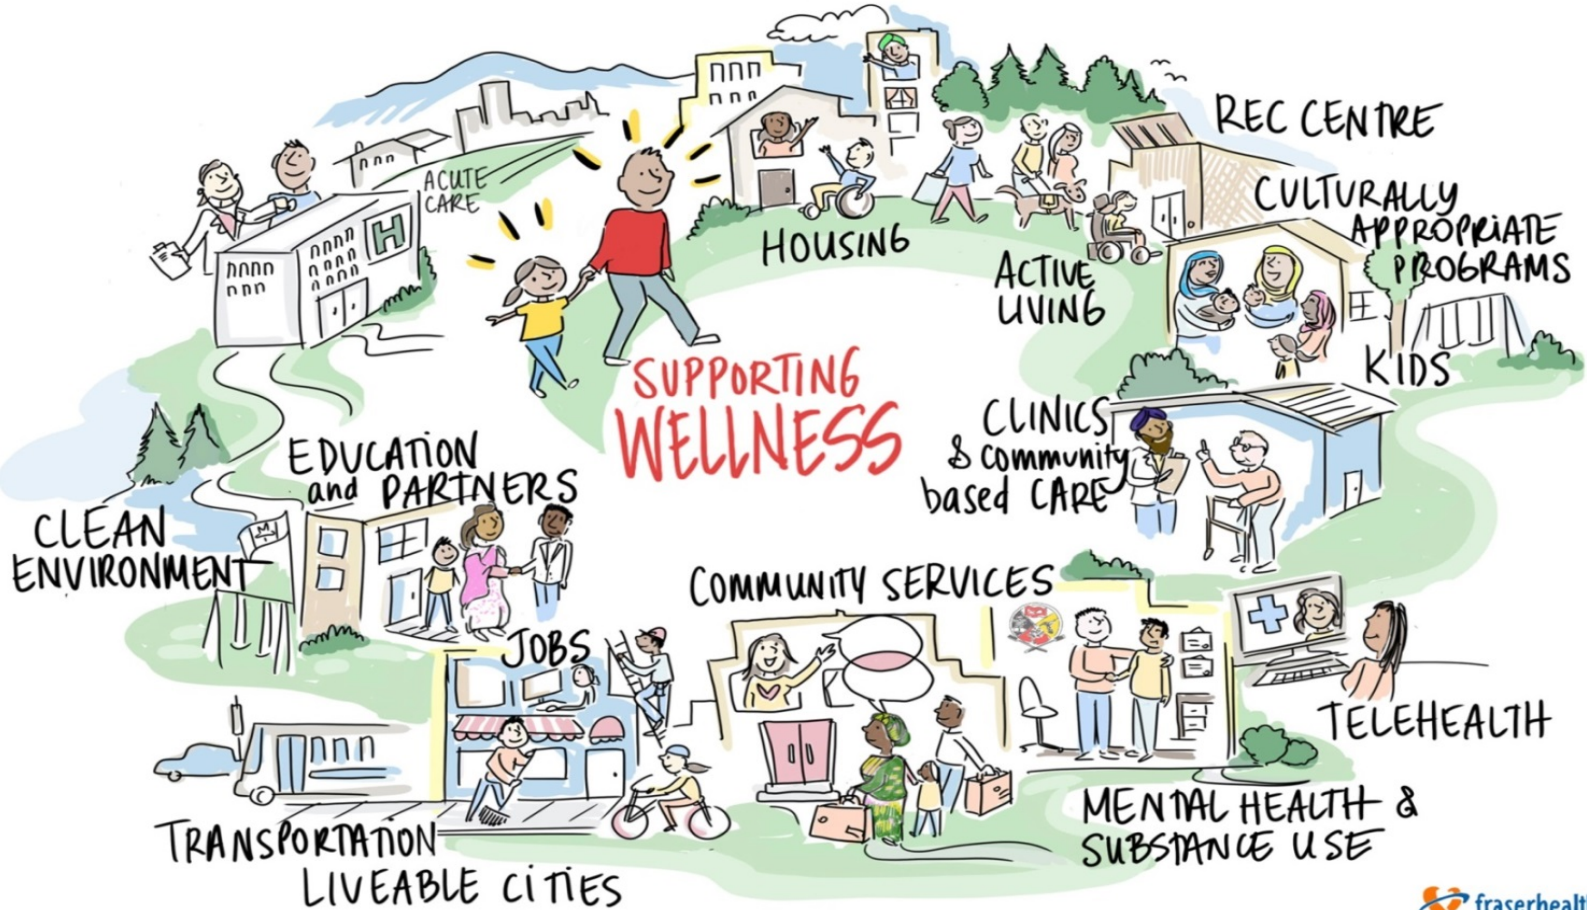 REC CENTRE
CULTURALLY
APPROPRIATE
PROGRAMS
ACUTE
CARE
H
HOUSING
ACTIVE
LIVING
KIDS
SUPPORTING
WELLNESS
CLINICS
& community
based CARE
EDUCATION
and PARTNERS
CLEAN
ENVIRONMENT
COMMUNITY SERVICES
JOBS
TELEHEALTH
MENTAL HEALTH &
SUBSTANCE USE
TRANSPORTATION
LIVEABLE CITIES
fraserhealt